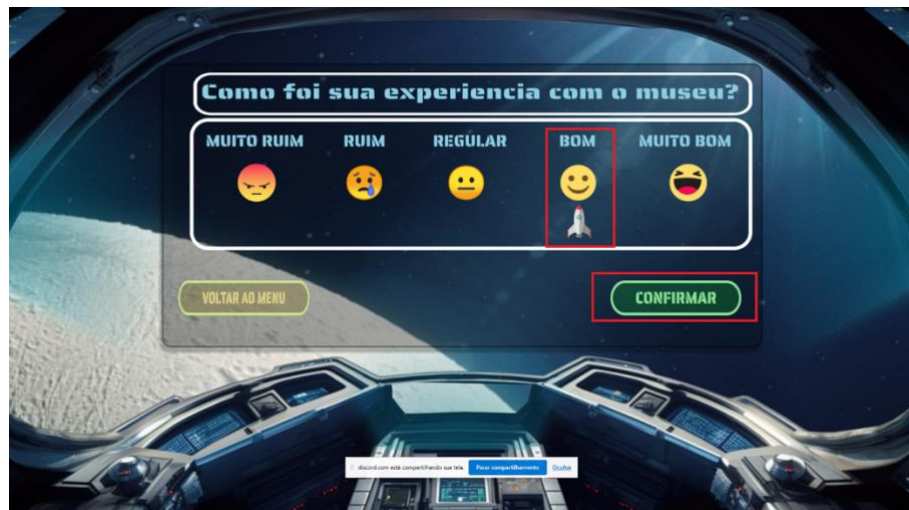 Como foi sua experiencia com o museu?
MUITO RUIM RUIM REGULAR BOM MUITO BOM
VOLTAR AO MENU CONFIRMAR
discord.com está compartilhando sua tela. Parar compartilhamento Ocultar